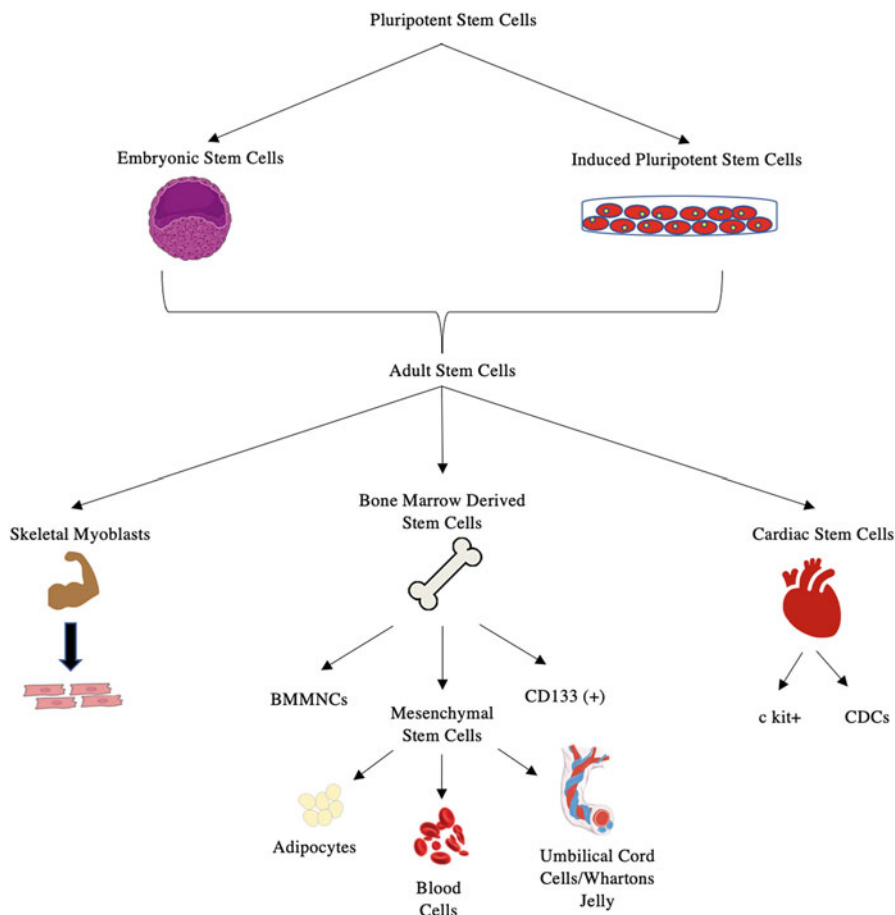 Pluripotent Stem Cells
Embryonic Stem Cells
Induced Pluripotent Stem Cells
Adult Stem Cells
Skeletal Myoblasts
Bone Marrow Derived
Stem Cells
Cardiac Stem Cells
BMMNCs
Mesenchymal
Stem Cells
CD133 (+)
c kit+
CDCs
Adipocytes
Blood
Cells
Umbilical Cord
Cells/Whartons
Jelly